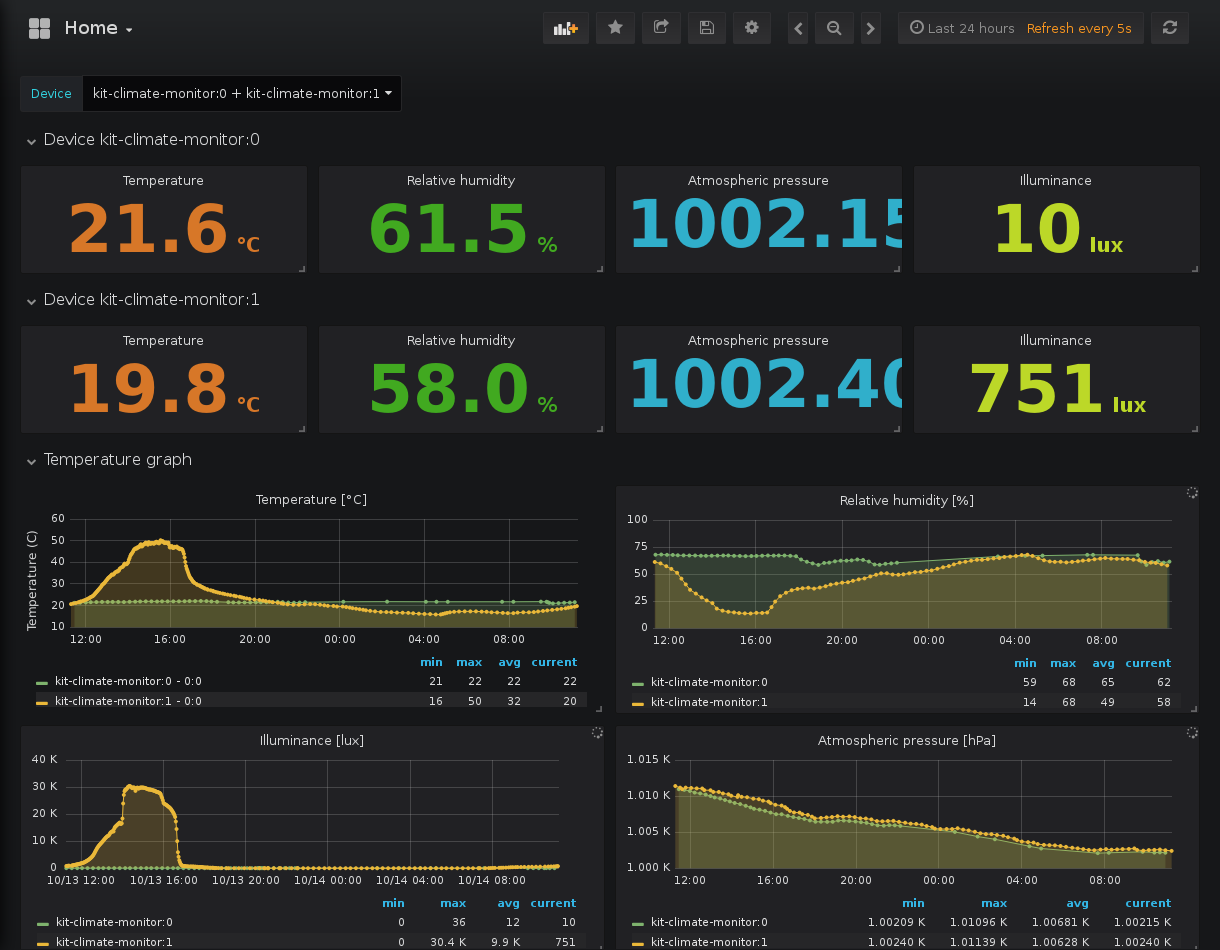 Home
Last 24 hours Refresh every 5s
Device kit-climate-monitor:0 + kit-climate-monitor:1
Device kit-climate-monitor:0
Temperature Relative humidity Atmospheric pressure Illuminance
21.6 °C 61.5 % 1002.15 10 lux
Device kit-climate-monitor:1
Temperature Relative humidity Atmospheric pressure Illuminance
19.8 °C 58.0 % 1002.40 751 lux
Temperature graph
Temperature [°C]
Temperature (C)
60
50
40
30
20
10
12:00 16:00 20:00 00:00 04:00 08:00
min max avg current
kit-climate-monitor:0 - 0:0 21 22 22 22
kit-climate-monitor:1 - 0:0 16 50 32 20
Relative humidity [%]
100
75
50
25
0
12:00 16:00 20:00 00:00 04:00 08:00
min max avg current
kit-climate-monitor:0 59 68 65 62
kit-climate-monitor:1 14 68 49 58
Illuminance [lux]
40 K
30 K
20 K
10 K
0
10/13 12:00 10/13 16:00 10/13 20:00 10/14 00:00 10/14 04:00 10/14 08:00
min max avg current
kit-climate-monitor:0 0 36 12 10
kit-climate-monitor:1 0 30.4 K 9.9 K 751
Atmospheric pressure [hPa]
1.015 K
1.010 K
1.005 K
1.000 K
12:00 16:00 20:00 00:00 04:00 08:00
min max avg current
kit-climate-monitor:0 1.00209 K 1.01096 K 1.00681 K 1.00215 K
kit-climate-monitor:1 1.00240 K 1.01139 K 1.00628 K 1.00240 K